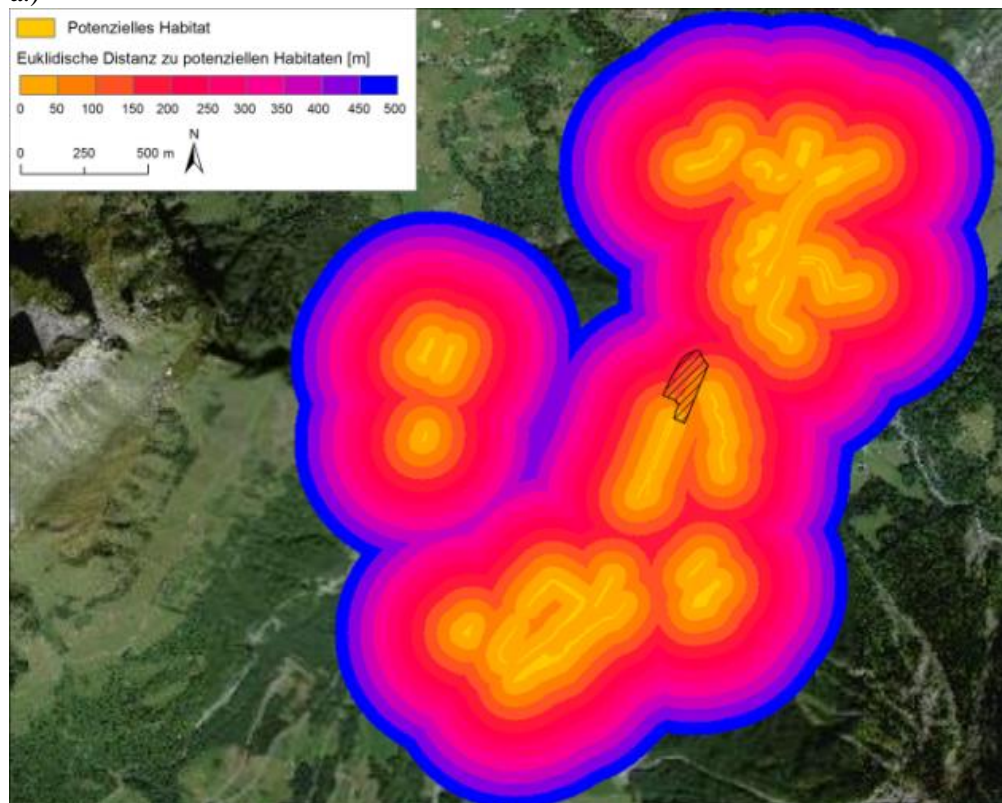 a.)
Potenzielles Habitat
Euklidische Distanz zu potenziellen Habitaten [m]
0 50 100 150 200 250 300 350 400 450 500
N
0 250 500 m